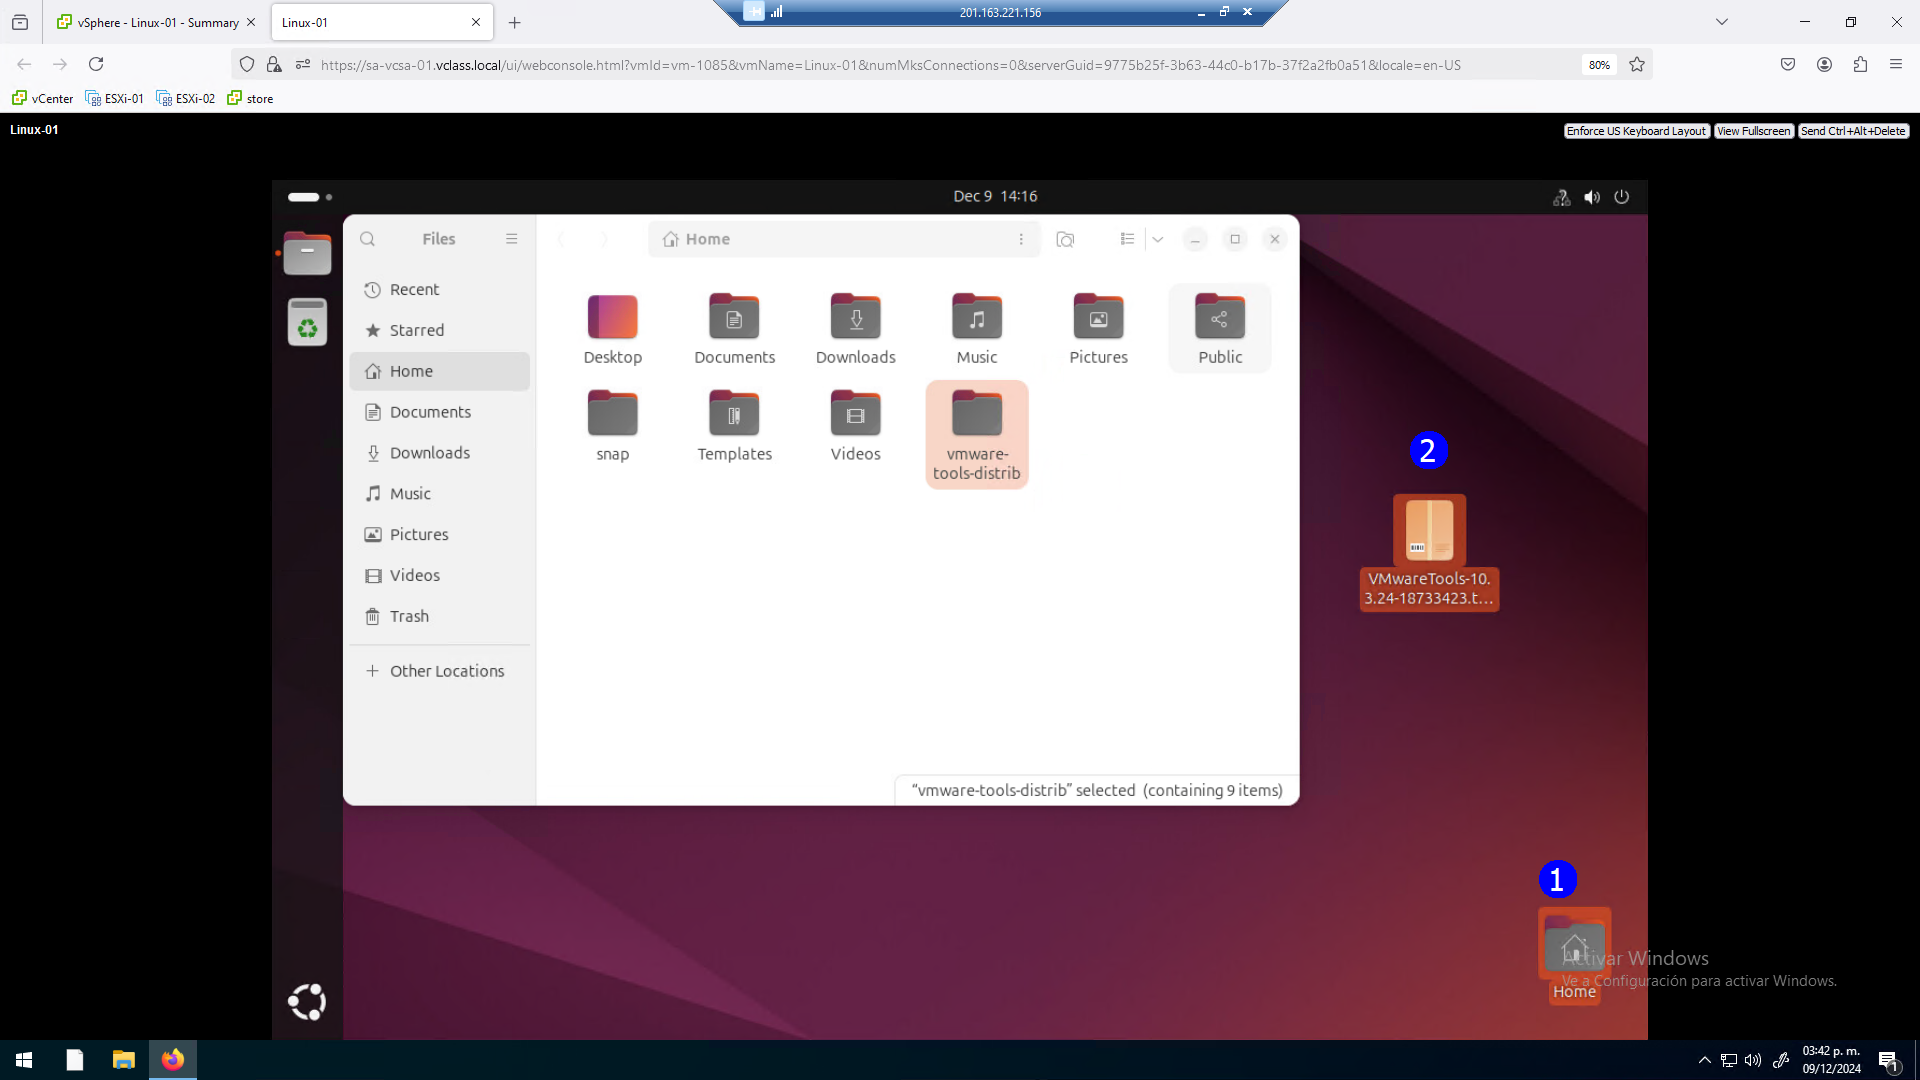 vSphere - Linux-01 - Summary
Linux-01
201.163.221.156
https://sa-vcsa-01.vclass.local/ui/webconsole.html?vmId=vm-1085&vmName=Linux-01&numMksConnections=0&serverGuid=9775b25f-3b63-44c0-b17b-37f2a2fb0a51&locale=en-US
80%
vCenter
ESXi-01
ESXi-02
store
Linux-01
Enforce US Keyboard Layout
View Fullscreen
Send Ctrl+Alt+Delete
Dec 9 14:16
Files
Home
Recent
Starred
Home
Documents
Downloads
Music
Pictures
Videos
Trash
Other Locations
Desktop
Documents
Downloads
Music
Pictures
Public
snap
Templates
Videos
vmware-
tools-distrib
“vmware-tools-distrib” selected (containing 9 items)
2
VMwareTools-10.
3.24-18733423.t...
1
Home
Activar Windows
Ve a Configuración para activar Windows.
03:42 p. m.
09/12/2024
1